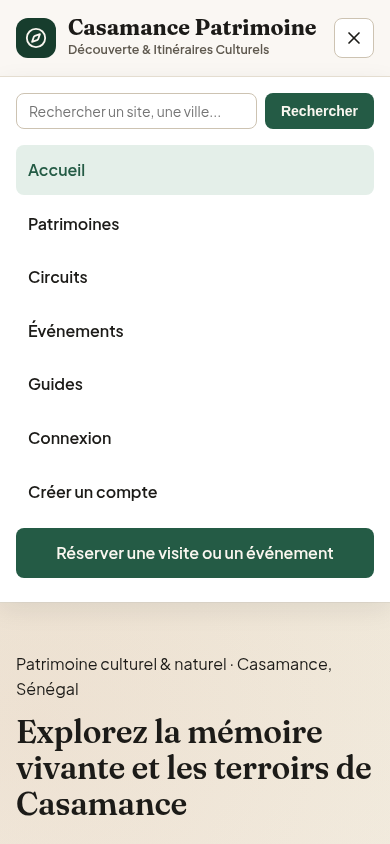 Casamance Patrimoine
Découverte & Itinéraires Culturels
Rechercher un site, une ville...
Rechercher
Accueil
Patrimoines
Circuits
Événements
Guides
Connexion
Créer un compte
Réserver une visite ou un événement
Patrimoine culturel & naturel · Casamance,
Sénégal
Explorez la mémoire
vivante et les terroirs de
Casamance